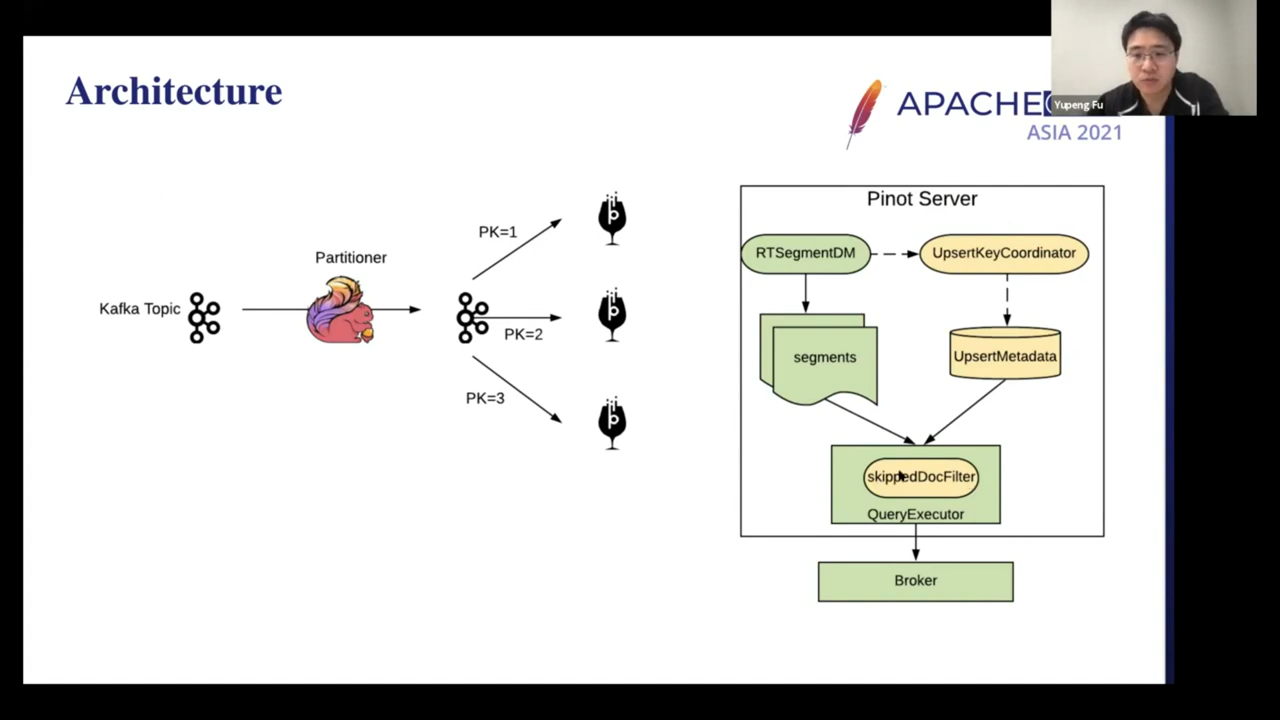 Architecture
APACHE
ASIA 2021
Yupeng Fu
Kafka Topic
Partitioner
PK=1
PK=2
PK=3
Pinot Server
RTSegmentDM
UpsertKeyCoordinator
segments
UpsertMetadata
skippedDocFilter
QueryExecutor
Broker